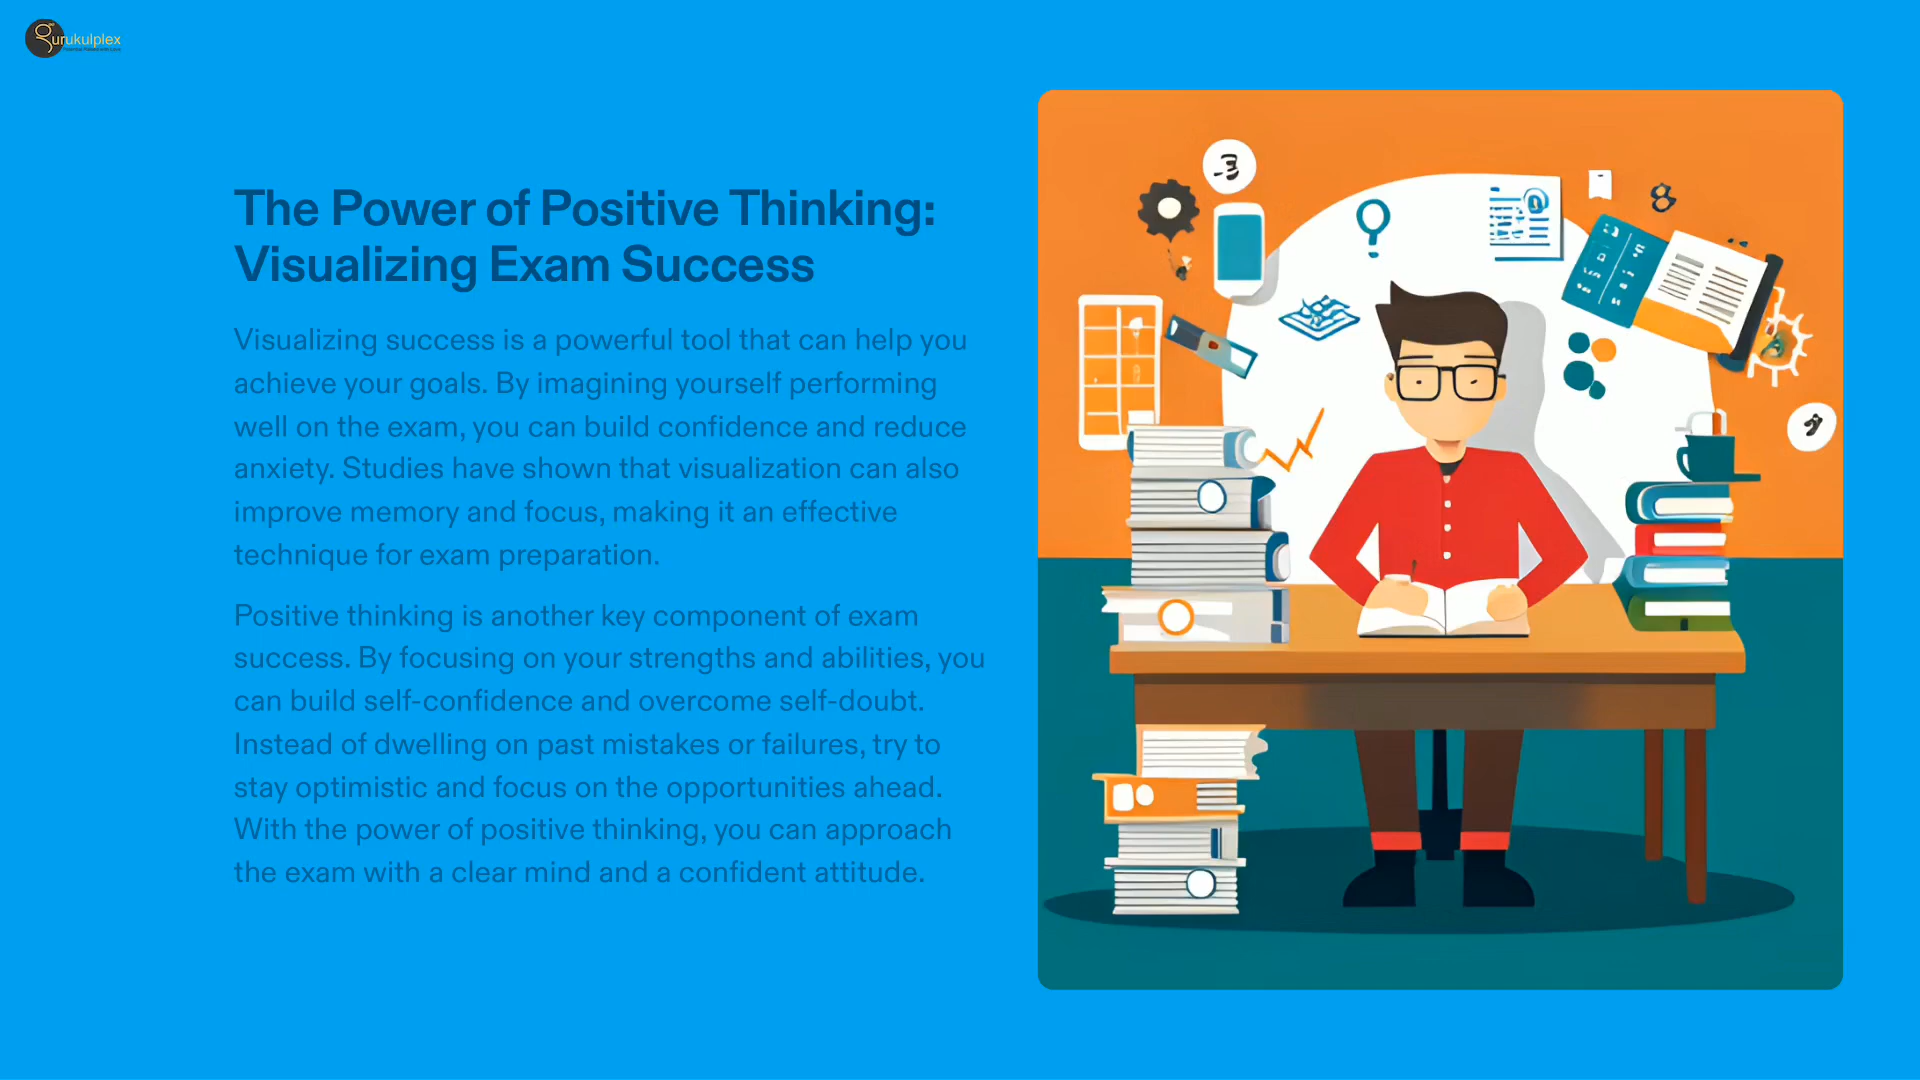 gurukulplex
The Power of Positive Thinking:
Visualizing Exam Success
Visualizing success is a powerful tool that can help you
achieve your goals. By imagining yourself performing
well on the exam, you can build confidence and reduce
anxiety. Studies have shown that visualization can also
improve memory and focus, making it an effective
technique for exam preparation.
Positive thinking is another key component of exam
success. By focusing on your strengths and abilities, you
can build self-confidence and overcome self-doubt.
Instead of dwelling on past mistakes or failures, try to
stay optimistic and focus on the opportunities ahead.
With the power of positive thinking, you can approach
the exam with a clear mind and a confident attitude.